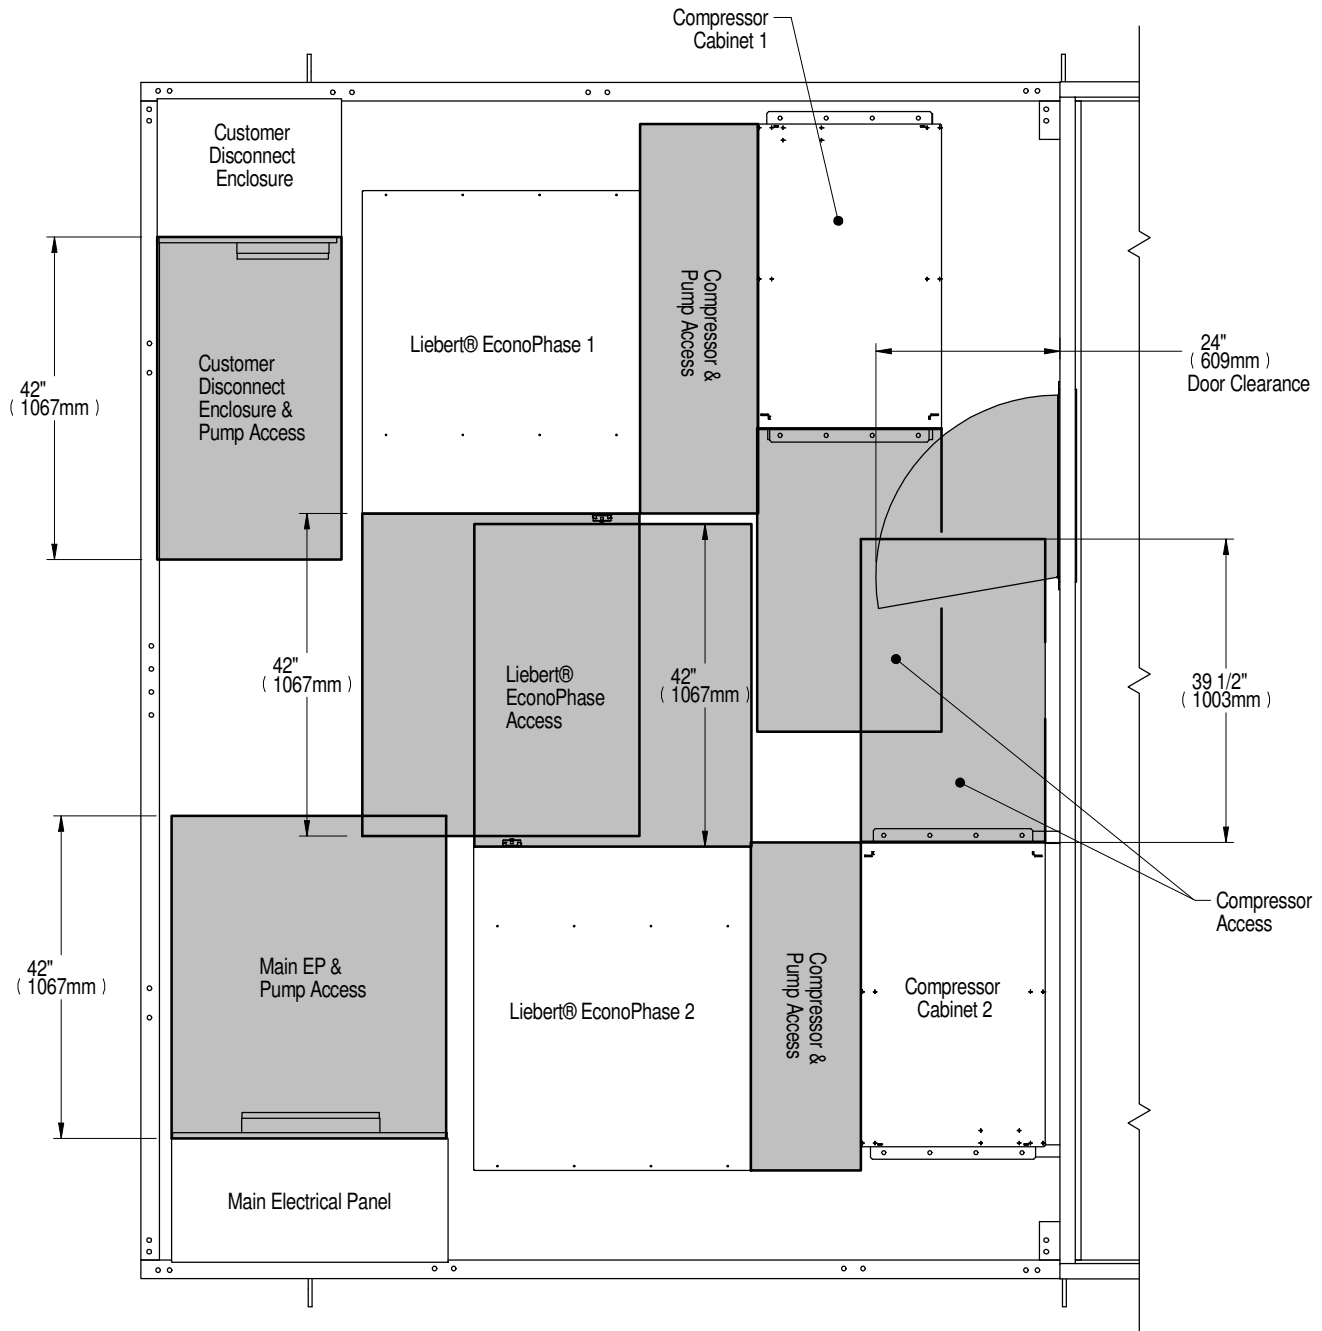 Compressor
Cabinet 1
Customer
Disconnect
Enclosure
Compressor &
Pump Access
Liebert® EconoPhase 1
24"
(609mm)
Door Clearance
Customer
Disconnect
Enclosure &
Pump Access
42"
(1067mm)
42"
(1067mm)
Liebert®
EconoPhase
Access
42"
(1067mm)
39 1/2"
(1003mm)
Compressor
Access
42"
(1067mm)
Main EP &
Pump Access
Liebert® EconoPhase 2
Compressor &
Pump Access
Compressor
Cabinet 2
Main Electrical Panel